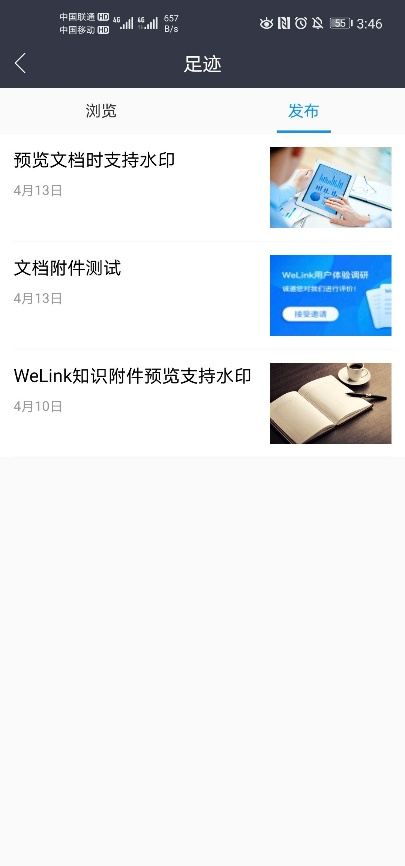 中国联通 HD 4G 4G 657
中国移动 HD B/s
55 3:46
足迹
浏览 发布
预览文档时支持水印
4月13日
文档附件测试
4月13日
WeLink用户体验调研
诚邀您对我们进行评价!
接受邀请
WeLink知识附件预览支持水印
4月10日